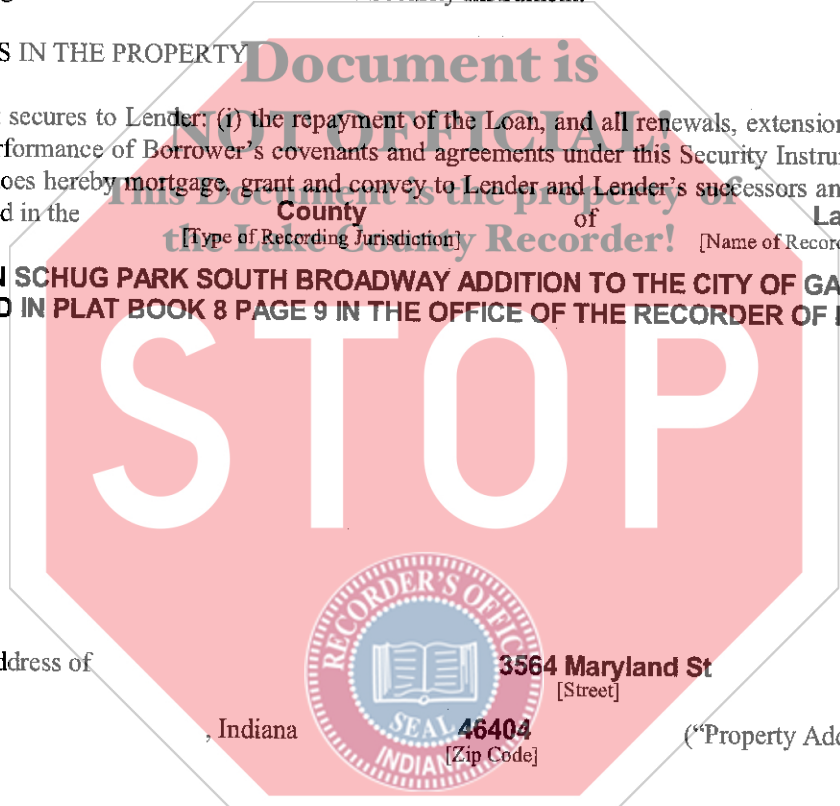 S IN THE PROPERTY
Document is
NOT OFFICIAL!
This Document is the property of
the Lake County Recorder!
secures to Lender: (i) the repayment of the Loan, and all renewals, extension
rformance of Borrower's covenants and agreements under this Security Instru
oes hereby mortgage, grant and convey to Lender and Lender's successors an
d in the County of La
[Type of Recording Jurisdiction] [Name of Record
N SCHUG PARK SOUTH BROADWAY ADDITION TO THE CITY OF GA
D IN PLAT BOOK 8 PAGE 9 IN THE OFFICE OF THE RECORDER OF
STOP
RECORDER'S OFFICE
SEAL
INDIANA
ddress of 3564 Maryland St
[Street]
, Indiana 46404 ("Property Add
[Zip Code]